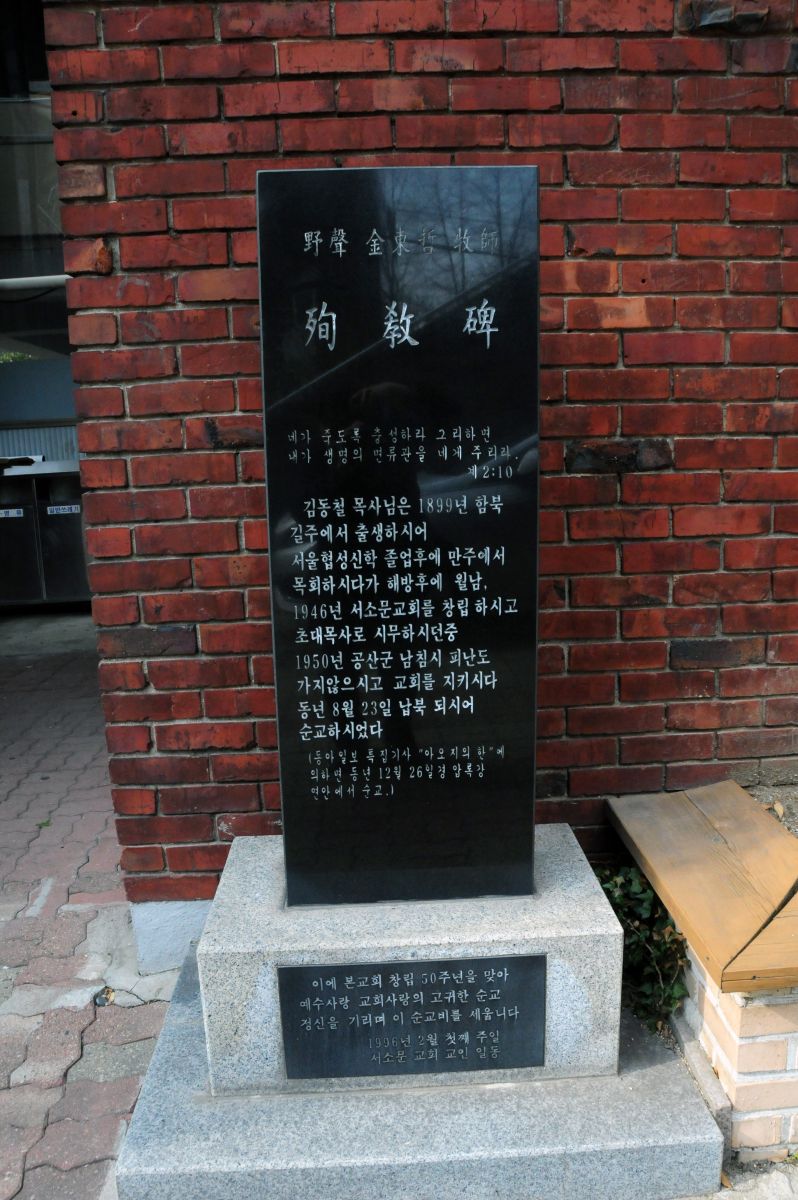 野聲 金東哲 牧師
殉敎碑
네가 죽도록 충성하라 그리하면
내가 생명의 면류관을 네게 주리라.
계 2:10
김동철 목사님은 1899년 함북
길주에서 출생하시어
서울협성신학 졸업후에 만주에서
목회하시다가 해방후에 월남,
1946년 서소문교회를 창립 하시고
초대목사로 시무하시던중
1950년 공산군 남침시 피난도
가지않으시고 교회를 지키시다
동년 8월 23일 납북 되시어
순교하시었다
(동아일보 특집기사 "아오지의 한"에
의하면 동년 12월 26일경 압록강
연안에서 순교.)
이에 본교회 창립 50주년을 맞아
예수사랑 교회사랑의 고귀한 순교
정신을 기리며 이 순교비를 세웁니다
1996년 2월 첫째 주일
서소문 교회 교인 일동
일반쓰레기